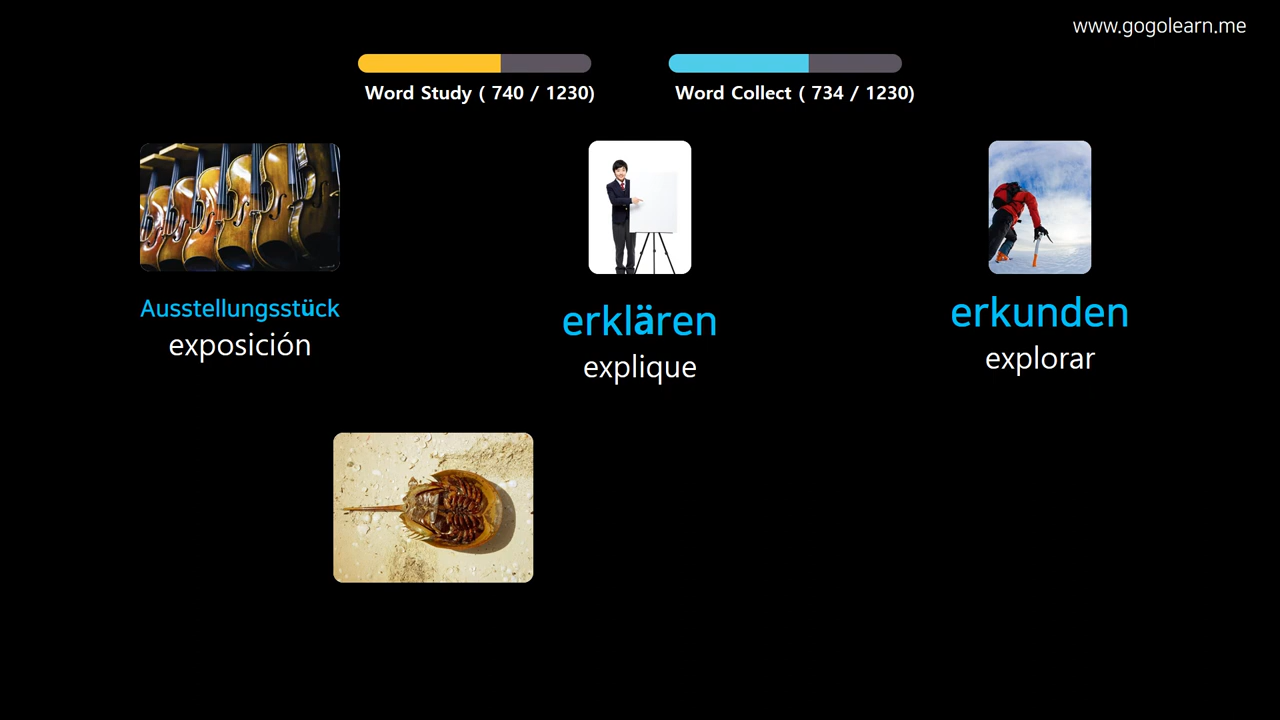 www.gogolearn.me
Word Study ( 740 / 1230)
Word Collect ( 734 / 1230)
Ausstellungsstück
exposición
erklären
explique
erkunden
explorar